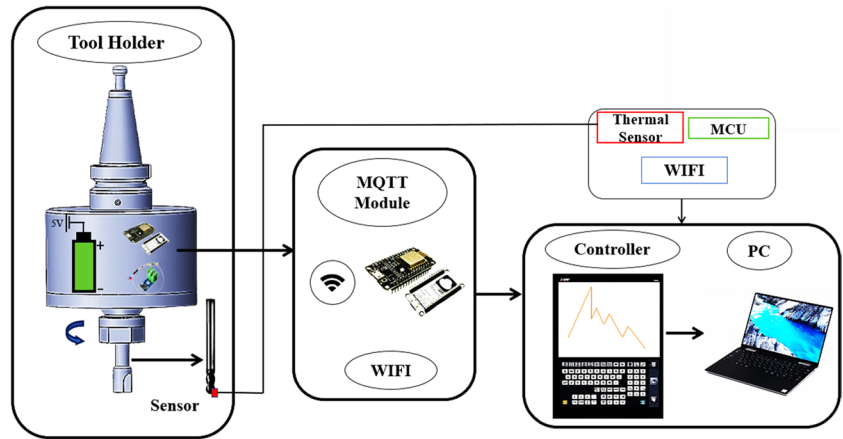 Tool Holder
5V
+
-
Sensor
MQTT
Module
WIFI
Thermal
Sensor
MCU
WIFI
Controller
PC